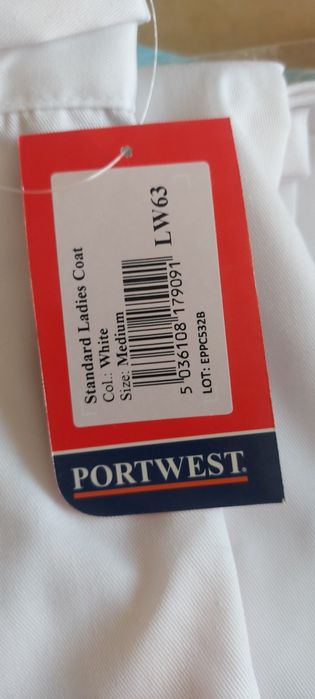 Standard Ladies Coat
Col.: White
Size: Medium
5 036108 179091
LW63
LOT: EPPC532B
PORTWEST.